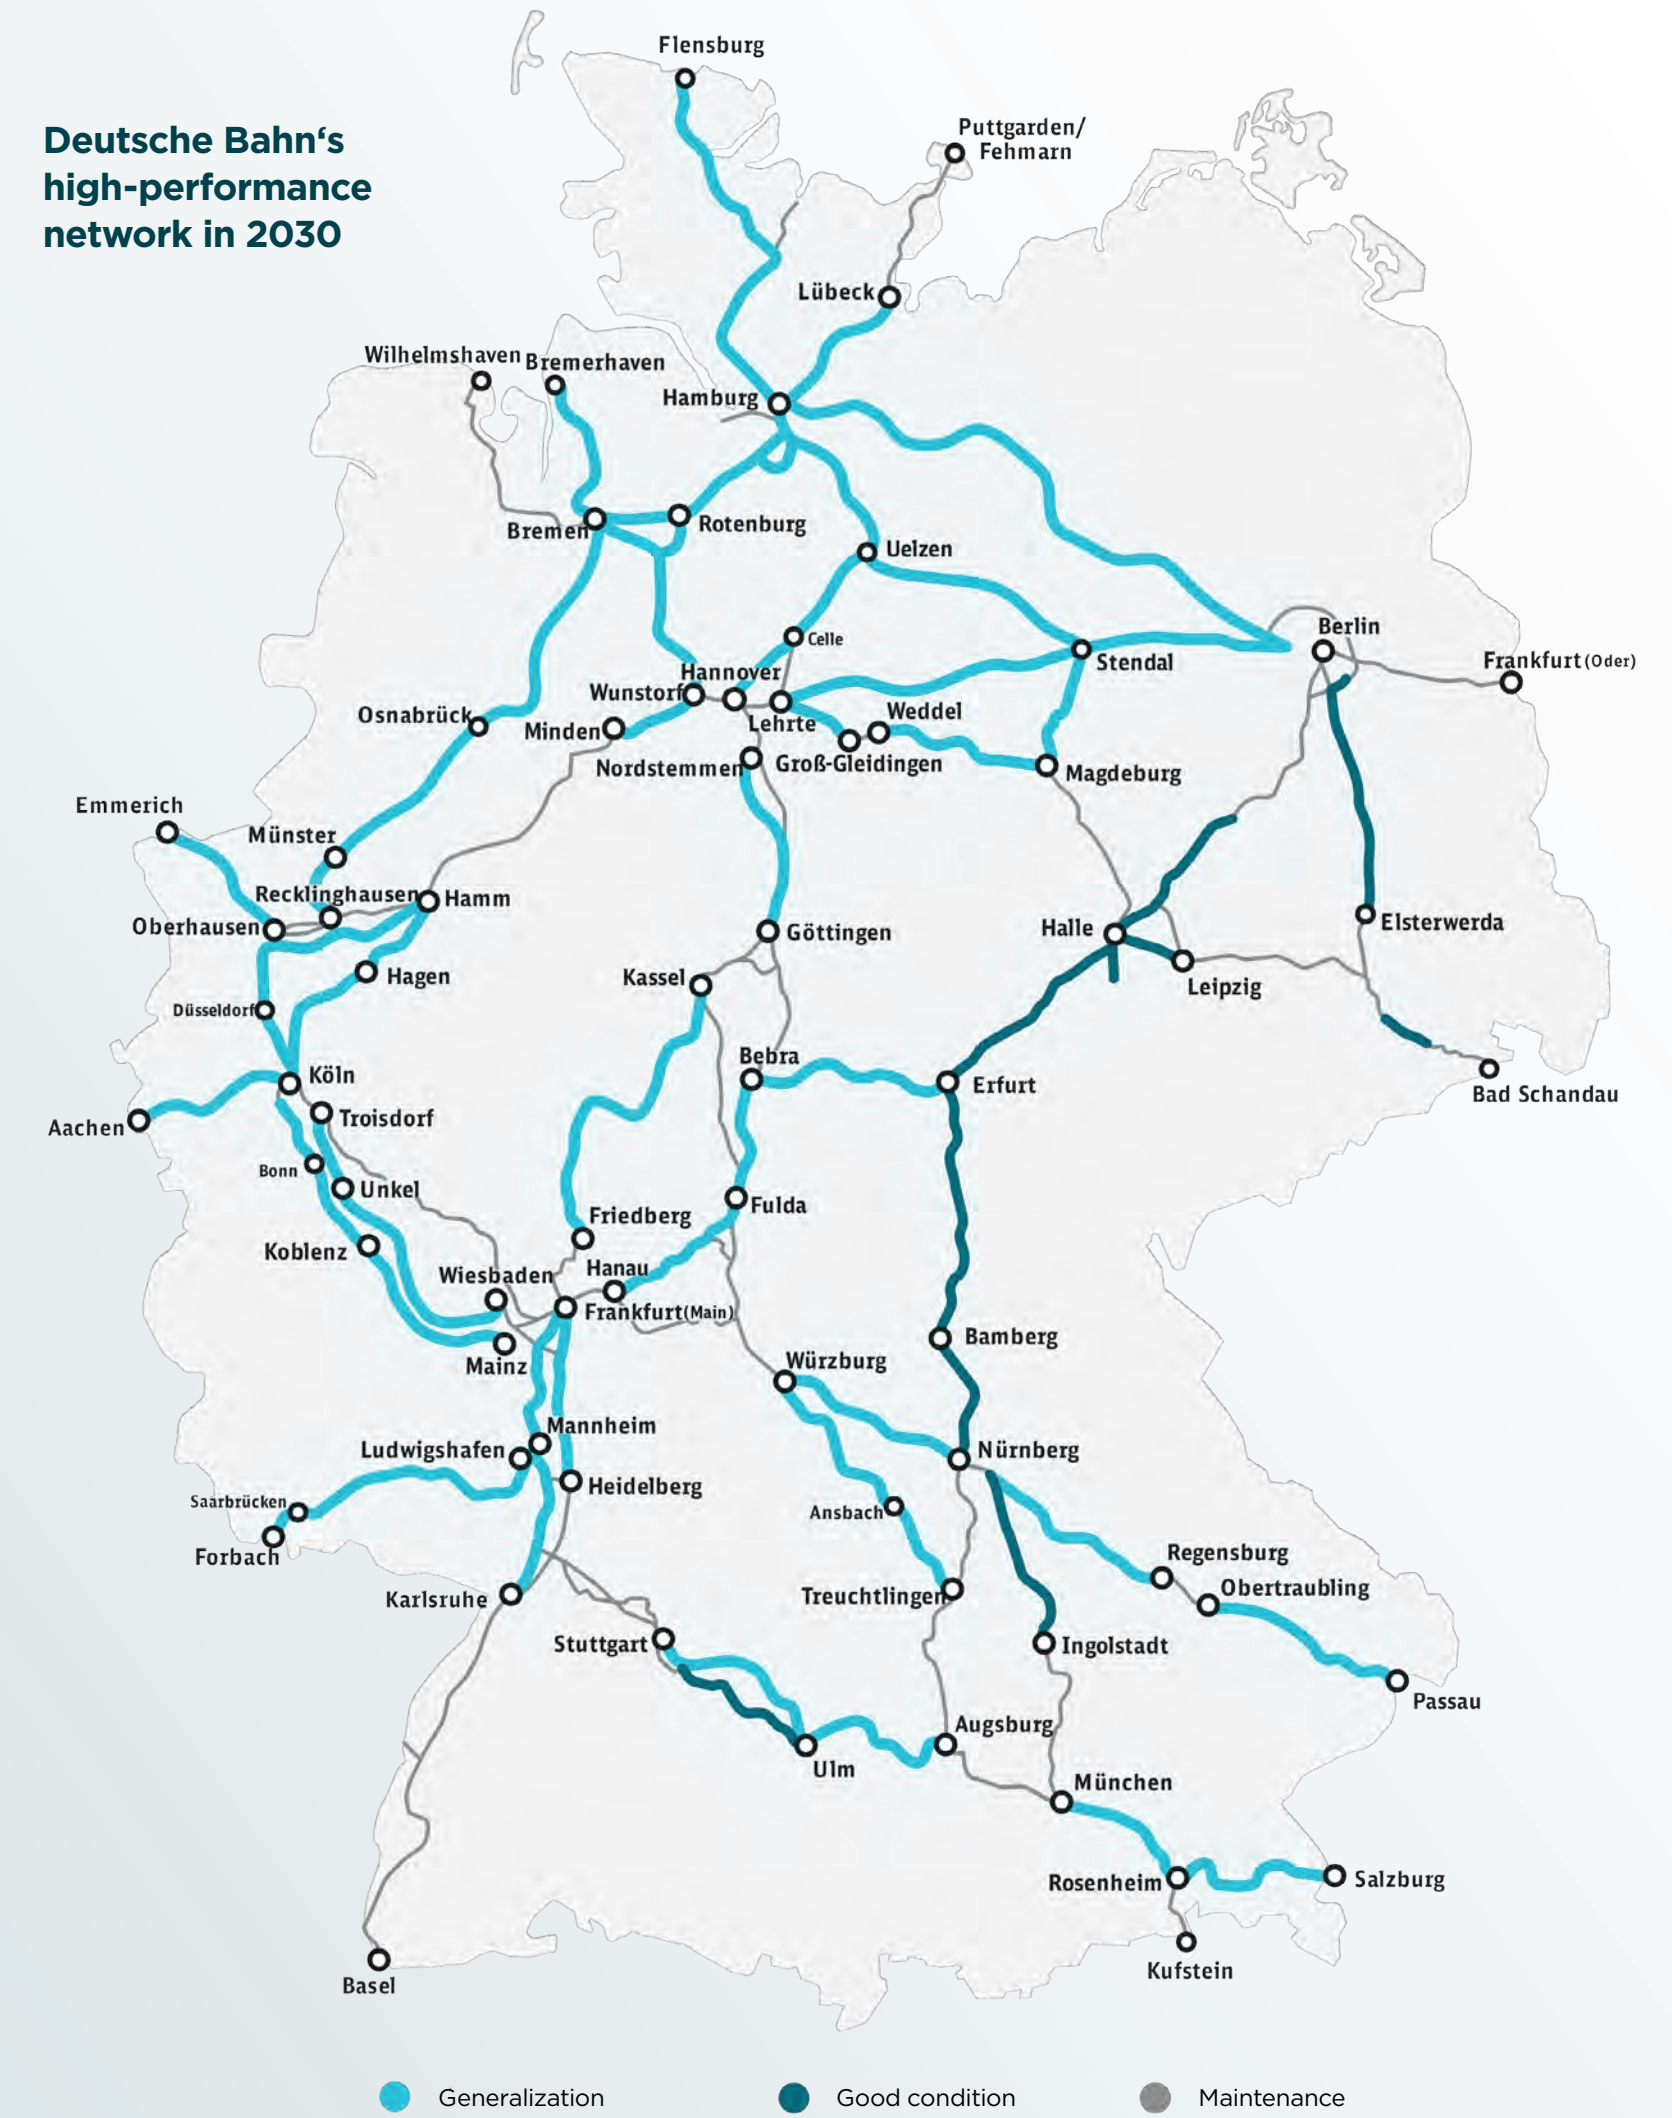 Deutsche Bahn‘s
high-performance
network in 2030
Flensburg
Puttgarden/
Fehmarn
Lübeck
Wilhelmshaven
Bremerhaven
Hamburg
Bremen
Rotenburg
Uelzen
Celle
Berlin
Frankfurt (Oder)
Stendal
Hannover
Wunstorf
Lehrte
Weddel
Osnabrück
Minden
Nordstemmen
Groß-Gleidingen
Magdeburg
Emmerich
Münster
Recklinghausen
Hamm
Oberhausen
Göttingen
Halle
Elsterwerda
Hagen
Kassel
Leipzig
Düsseldorf
Bebra
Köln
Erfurt
Bad Schandau
Troisdorf
Aachen
Bonn
Unkel
Fulda
Friedberg
Koblenz
Wiesbaden
Hanau
Frankfurt (Main)
Bamberg
Mainz
Würzburg
Mannheim
Ludwigshafen
Nürnberg
Heidelberg
Saarbrücken
Ansbach
Forbach
Regensburg
Obertraubling
Karlsruhe
Treuchtlingen
Stuttgart
Ingolstadt
Passau
Augsburg
Ulm
München
Rosenheim
Salzburg
Kufstein
Basel
Generalization
Good condition
Maintenance